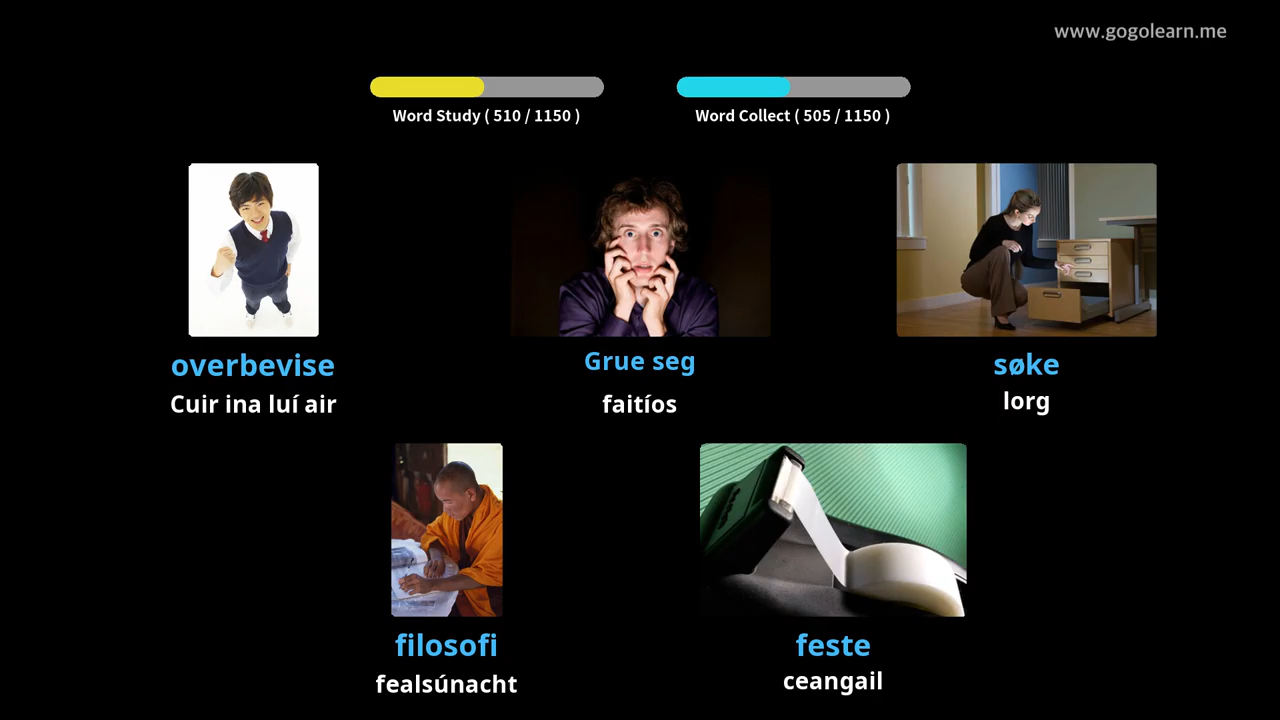 www.gogolearn.me
Word Study ( 510 / 1150 )
Word Collect ( 505 / 1150 )
overbevise
Cuir ina luí air
Grue seg
faitíos
søke
lorg
filosofi
fealsúnacht
feste
ceangail